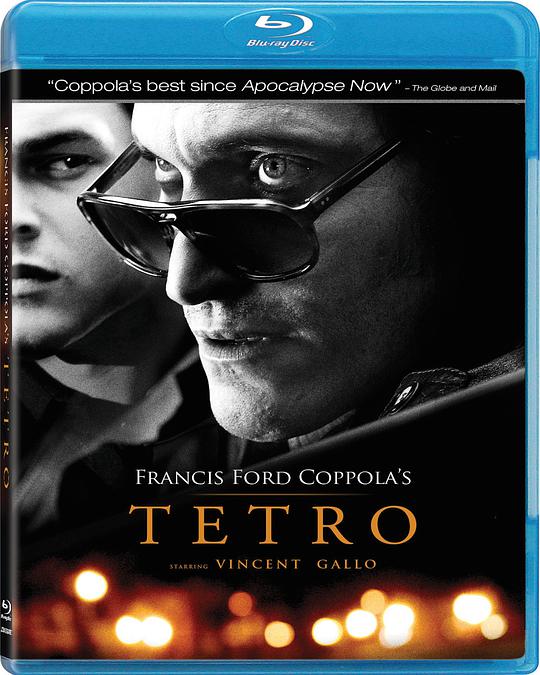 Blu-ray Disc
“Coppola’s best since Apocalypse Now” – The Globe and Mail
FRANCIS FORD COPPOLA’S
TETRO
STARRING VINCENT GALLO
FRANCIS FORD COPPOLA’S TETRO